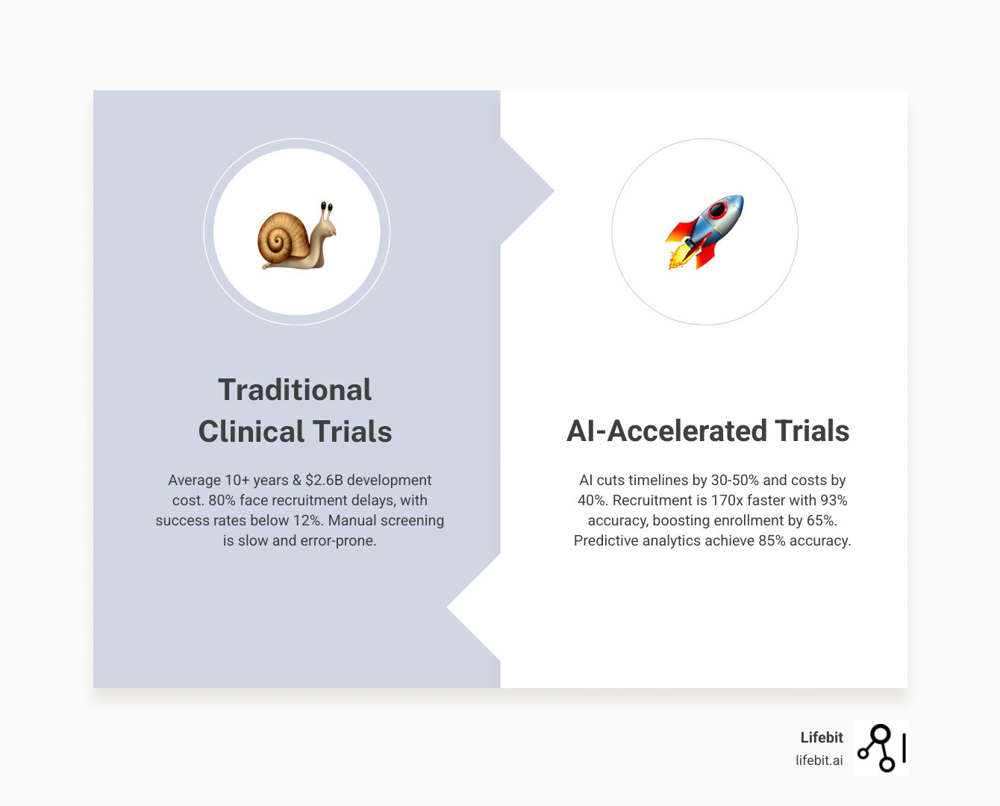 Traditional
Clinical Trials
Average 10+ years & $2.6B development
cost. 80% face recruitment delays, with
success rates below 12%. Manual screening
is slow and error-prone.
AI-Accelerated Trials
AI cuts timelines by 30-50% and costs by
40%. Recruitment is 170x faster with 93%
accuracy, boosting enrollment by 65%.
Predictive analytics achieve 85% accuracy.
Lifebit
lifebit.ai